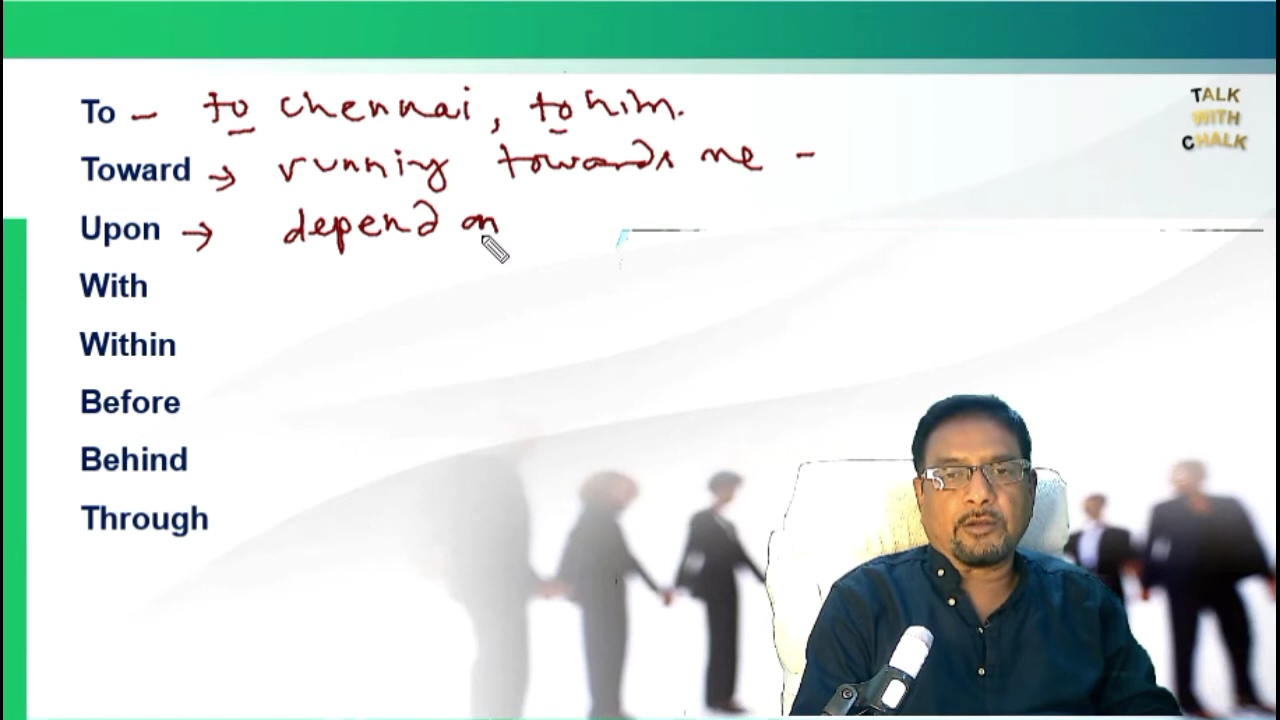 To - to chennai, to him.
TALK
WITH
CHALK
Toward → running towards me -
Upon → depend on
With
Within
Before
Behind
Through